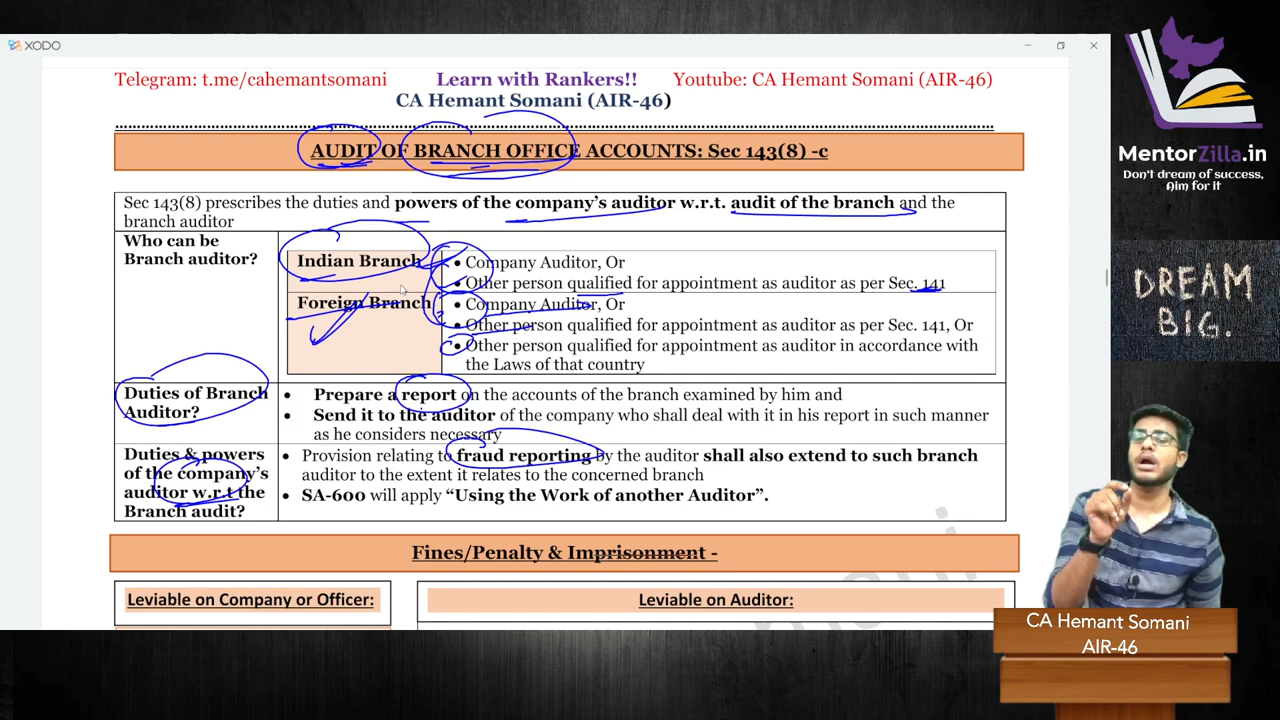 XODO
Telegram: t.me/cahemantsomani Learn with Rankers!! Youtube: CA Hemant Somani (AIR-46)
CA Hemant Somani (AIR-46)
AUDIT OF BRANCH OFFICE ACCOUNTS: Sec 143(8) -c
Sec 143(8) prescribes the duties and powers of the company's auditor w.r.t. audit of the branch and the
branch auditor
Who can be
Branch auditor?
Indian Branch
• Company Auditor, Or
• Other person qualified for appointment as auditor as per Sec. 141
Foreign Branch
• Company Auditor, Or
• Other person qualified for appointment as auditor as per Sec. 141, Or
• Other person qualified for appointment as auditor in accordance with
the Laws of that country
Duties of Branch
Auditor?
• Prepare a report on the accounts of the branch examined by him and
• Send it to the auditor of the company who shall deal with it in his report in such manner
as he considers necessary
Duties & powers
of the company's
auditor w.r.t the
Branch audit?
• Provision relating to fraud reporting by the auditor shall also extend to such branch
auditor to the extent it relates to the concerned branch
• SA-600 will apply “Using the Work of another Auditor”.
Fines/Penalty & Imprisonment -
Leviable on Company or Officer:
Leviable on Auditor:
MentorZilla.in
Don't dream of success,
Aim for it
DREAM
BIG.
CA Hemant Somani
AIR-46